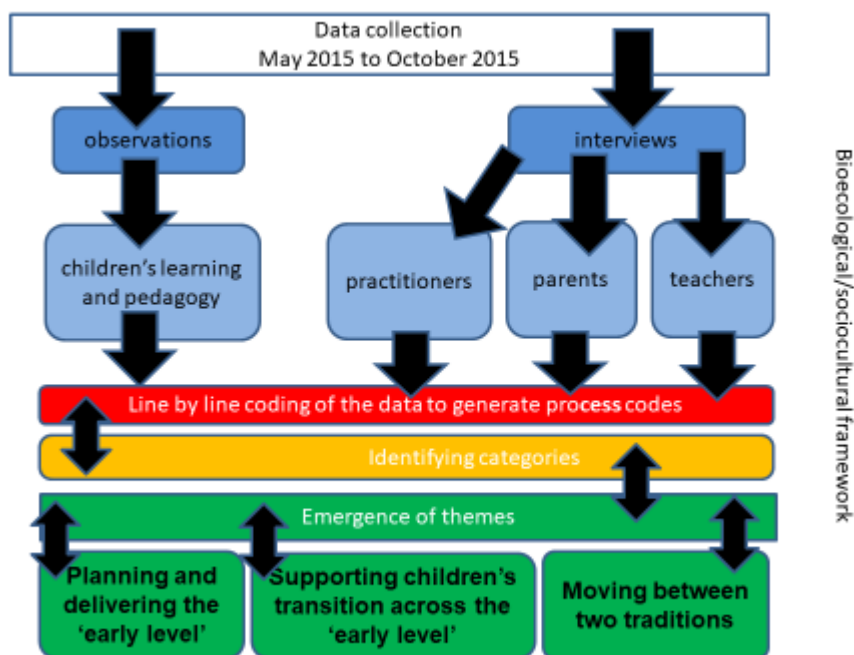 Data collection
May 2015 to October 2015
observations
interviews
children's learning
and pedagogy
practitioners
parents
teachers
Line by line coding of the data to generate process codes
Identifying categories
Emergence of themes
Planning and
delivering the
'early level'
Supporting children's
transition across the
'early level'
Moving between
two traditions
Bioecological/sociocultural framework